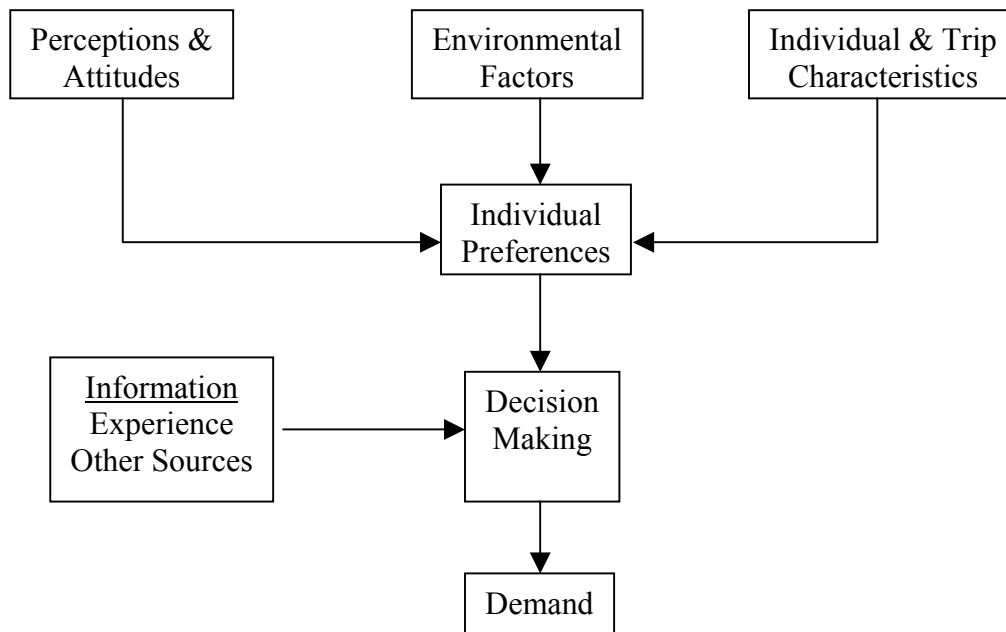 Perceptions &
Attitudes
Environmental
Factors
Individual & Trip
Characteristics
Individual
Preferences
Information
Experience
Other Sources
Decision
Making
Demand